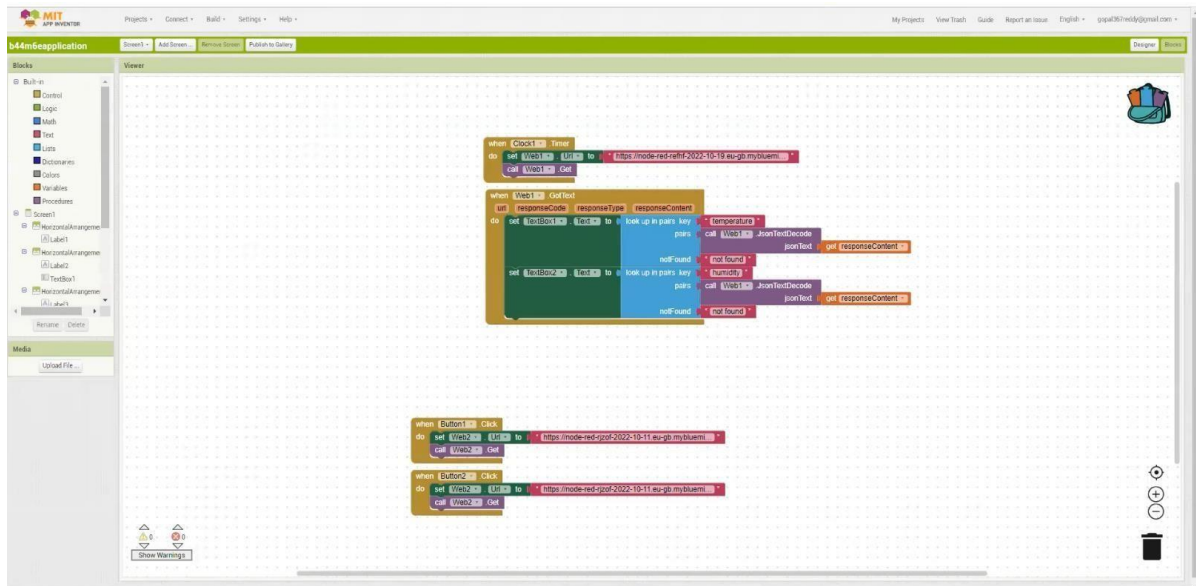 MIT
APP INVENTOR
Projects
Connect
Build
Settings
Help
My Projects
View Trash
Guide
Report an Issue
English
gopal367reddy@gmail.com
b44m6eapplication
Screen1
Add Screen ...
Remove Screen
Publish to Gallery
Designer
Blocks
Blocks
Viewer
Built-in
Control
Logic
Math
Text
Lists
Dictionaries
Colors
Variables
Procedures
Screen1
HorizontalArrangeme
Label1
HorizontalArrangeme
Label2
TextBox1
HorizontalArrangeme
Label3
Rename
Delete
Media
Upload File ...
when Clock1 .Timer
do set Web1 . Url to " https://node-red-refhf-2022-10-19.eu-gb.mybluemi... "
call Web1 .Get
when Web1 .GotText
url responseCode responseType responseContent
do set TextBox1 . Text to look up in pairs key " temperature "
pairs call Web1 .JsonTextDecode
jsonText get responseContent
notFound " not found "
set TextBox2 . Text to look up in pairs key " humidity "
pairs call Web1 .JsonTextDecode
jsonText get responseContent
notFound " not found "
when Button1 .Click
do set Web2 . Url to " https://node-red-rjzof-2022-10-11.eu-gb.mybluemi... "
call Web2 .Get
when Button2 .Click
do set Web2 . Url to " https://node-red-rjzof-2022-10-11.eu-gb.mybluemi... "
call Web2 .Get
0
0
Show Warnings